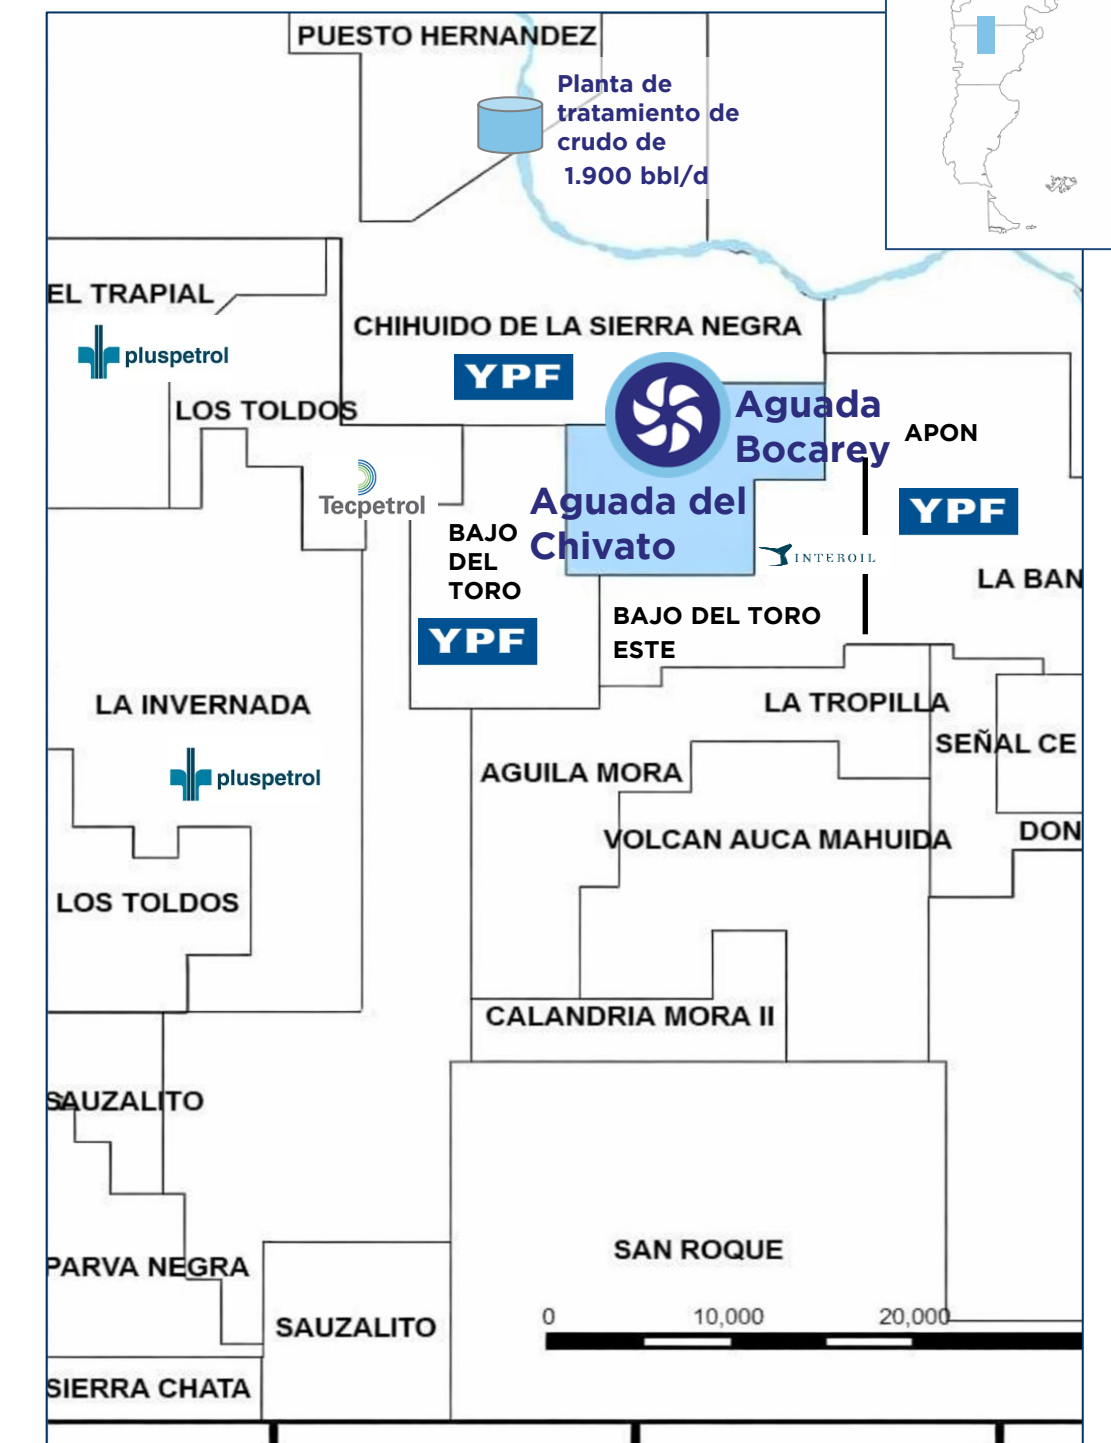 PUESTO HERNANDEZ
Planta de
tratamiento de
crudo de
1.900 bbl/d
EL TRAPIAL
pluspetrol
CHIHUIDO DE LA SIERRA NEGRA
YPF
LOS TOLDOS
Aguada
Bocarey
APON
Tecpetrol
Aguada del
Chivato
YPF
BAJO
DEL
TORO
INTEROIL
LA BAN
YPF
BAJO DEL TORO
ESTE
LA INVERNADA
LA TROPILLA
SEÑAL CE
pluspetrol
AGUILA MORA
VOLCAN AUCA MAHUIDA
DON
LOS TOLDOS
CALANDRIA MORA II
SAUZALITO
SAN ROQUE
PARVA NEGRA
0 10,000 20,000
SAUZALITO
SIERRA CHATA